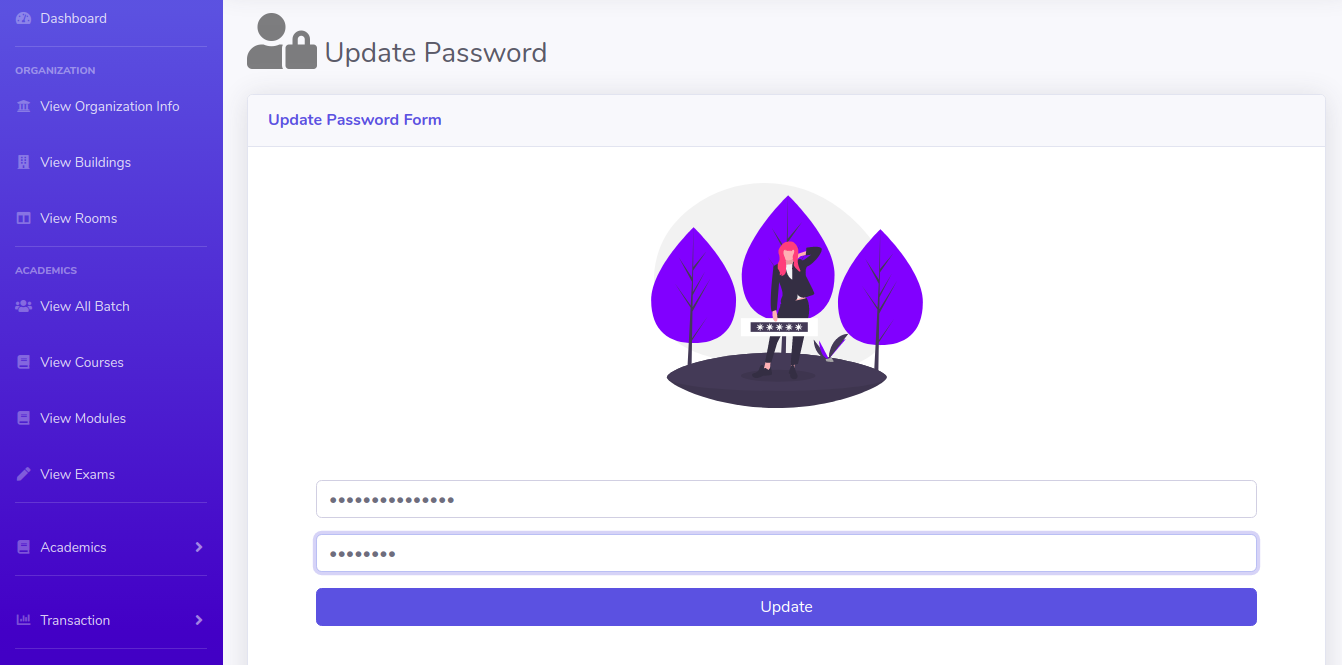 Dashboard
ORGANIZATION
View Organization Info
View Buildings
View Rooms
ACADEMICS
View All Batch
View Courses
View Modules
View Exams
Academics
Transaction
Update Password
Update Password Form
•••••••••••••••
••••••••
Update